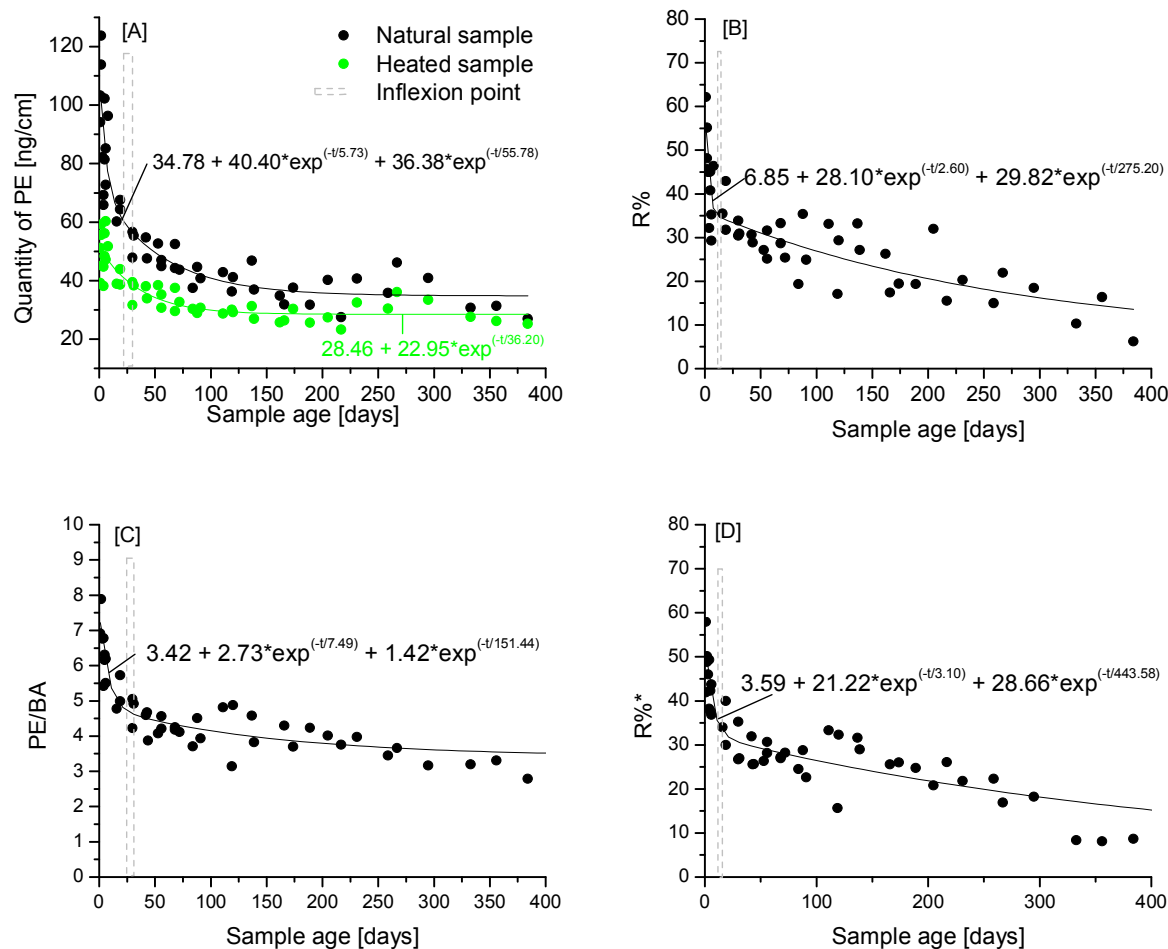 [A]
Natural sample
Heated sample
Inflexion point
34.78 + 40.40*exp(-t/5.73) + 36.38*exp(-t/55.78)
28.46 + 22.95*exp(-t/36.20)
Quantity of PE [ng/cm]
120
100
80
60
40
20
0 50 100 150 200 250 300 350 400
Sample age [days]
[B]
6.85 + 28.10*exp(-t/2.60) + 29.82*exp(-t/275.20)
R%
80
70
60
50
40
30
20
10
0
0 50 100 150 200 250 300 350 400
Sample age [days]
[C]
3.42 + 2.73*exp(-t/7.49) + 1.42*exp(-t/151.44)
PE/BA
10
9
8
7
6
5
4
3
2
1
0
0 50 100 150 200 250 300 350 400
Sample age [days]
[D]
3.59 + 21.22*exp(-t/3.10) + 28.66*exp(-t/443.58)
R%*
80
70
60
50
40
30
20
10
0
0 50 100 150 200 250 300 350 400
Sample age [days]